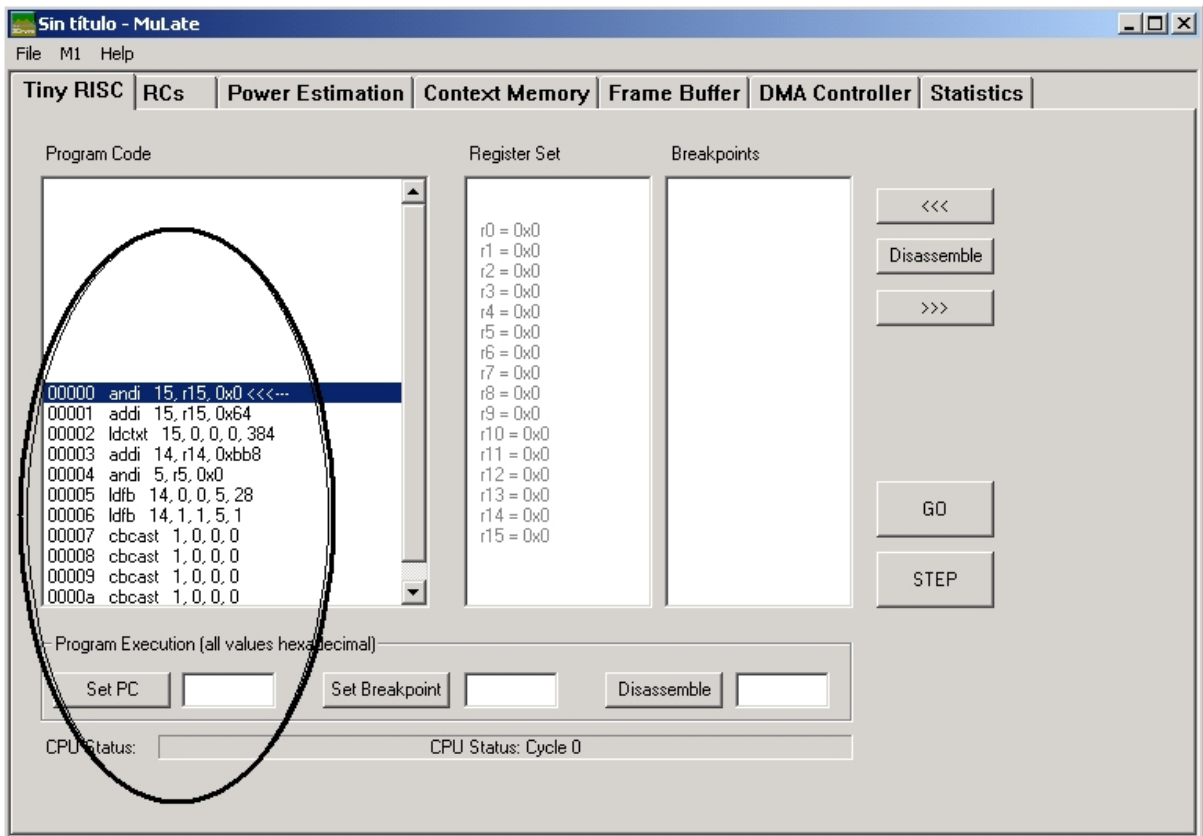 Sin título - MuLate
File M1 Help
Tiny RISC RCs Power Estimation Context Memory Frame Buffer DMA Controller Statistics
Program Code Register Set Breakpoints
<<<
Disassemble
>>>
r0 = 0x0
r1 = 0x0
r2 = 0x0
r3 = 0x0
r4 = 0x0
r5 = 0x0
r6 = 0x0
r7 = 0x0
r8 = 0x0
r9 = 0x0
r10 = 0x0
r11 = 0x0
r12 = 0x0
r13 = 0x0
r14 = 0x0
r15 = 0x0
00000 andi 15, r15, 0x0 <<<---
00001 addi 15, r15, 0x64
00002 ldctxt 15, 0, 0, 0, 384
00003 addi 14, r14, 0xbb8
00004 andi 5, r5, 0x0
00005 ldfb 14, 0, 0, 5, 28
00006 ldfb 14, 1, 1, 5, 1
00007 cbcast 1, 0, 0, 0
00008 cbcast 1, 0, 0, 0
00009 cbcast 1, 0, 0, 0
0000a cbcast 1, 0, 0, 0
GO
STEP
Program Execution (all values hexadecimal)
Set PC Set Breakpoint Disassemble
CPU Status: CPU Status: Cycle 0